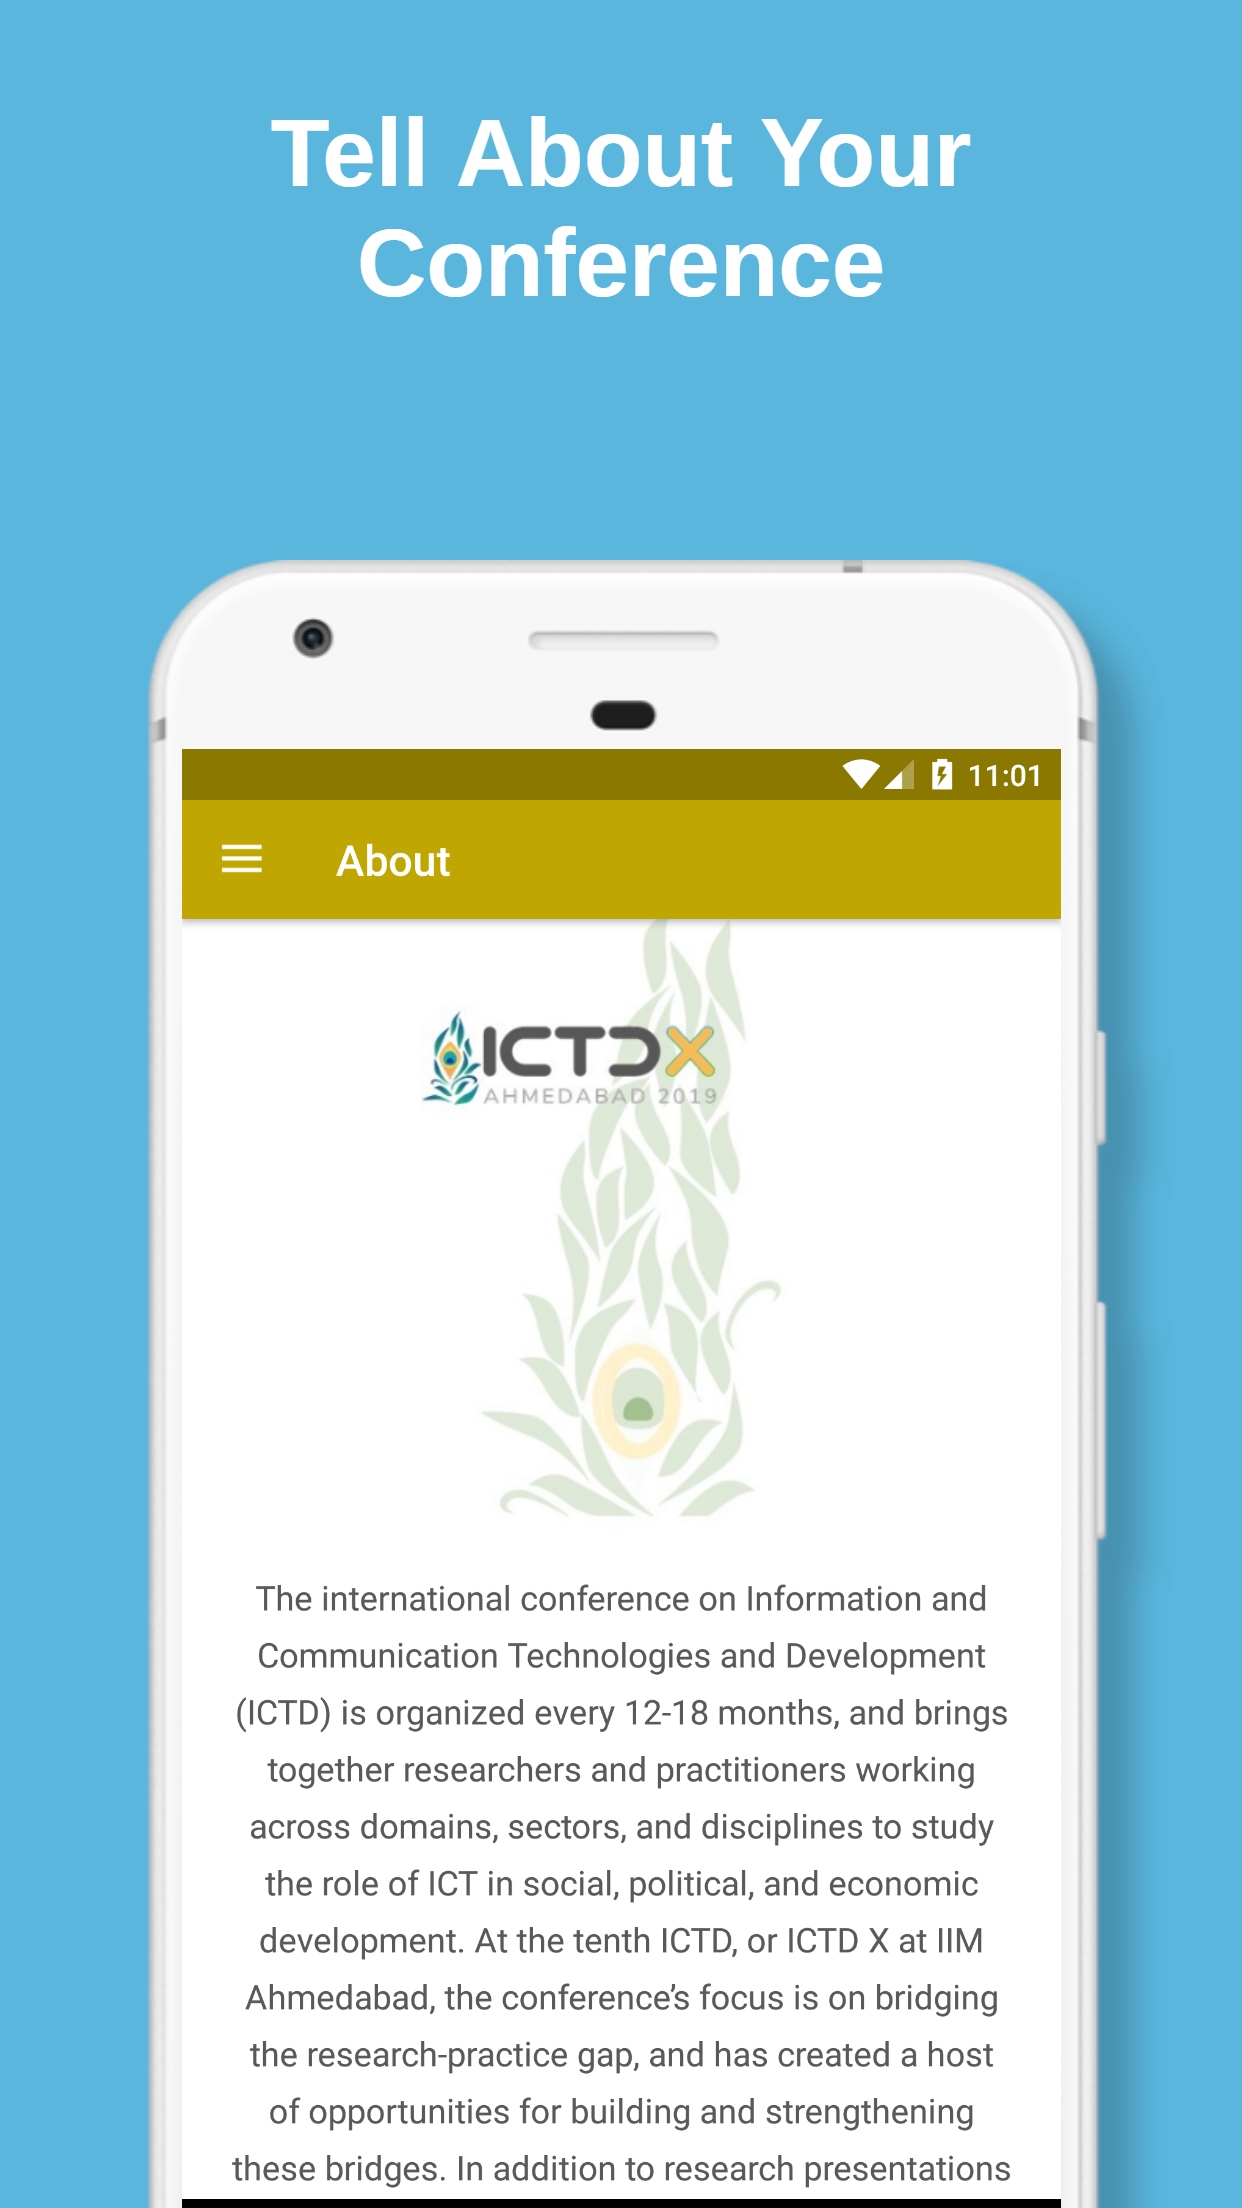 Tell About Your
Conference
11:01
About
ICTDX
AHMEDABAD 2019
The international conference on Information and
Communication Technologies and Development
(ICTD) is organized every 12-18 months, and brings
together researchers and practitioners working
across domains, sectors, and disciplines to study
the role of ICT in social, political, and economic
development. At the tenth ICTD, or ICTD X at IIM
Ahmedabad, the conference’s focus is on bridging
the research-practice gap, and has created a host
of opportunities for building and strengthening
these bridges. In addition to research presentations